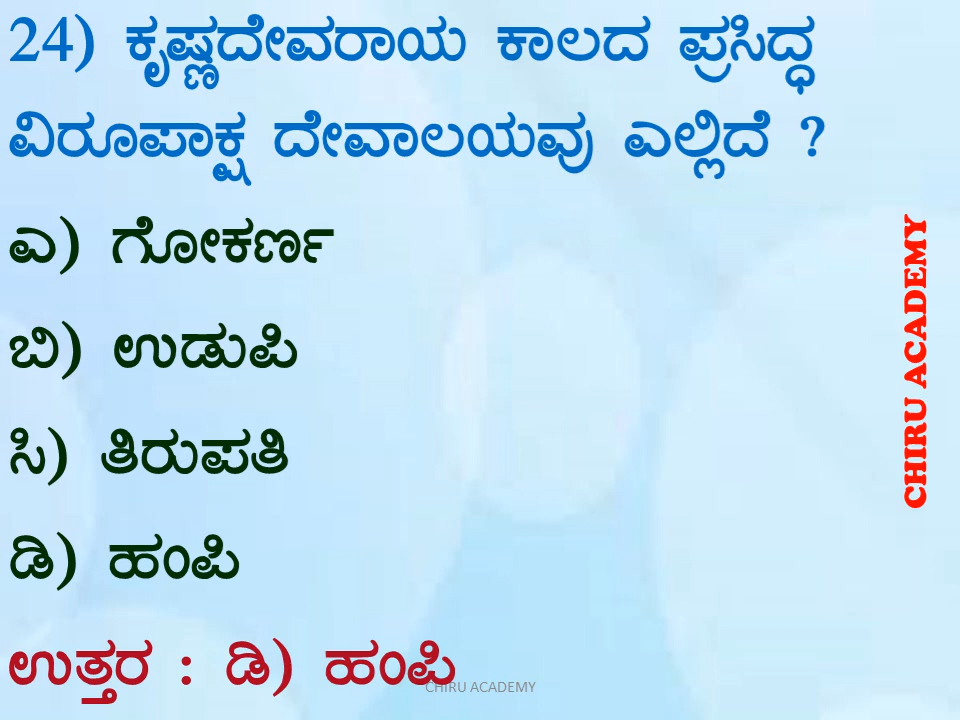 24) ಕೃಷ್ಣದೇವರಾಯ ಕಾಲದ ಪ್ರಸಿದ್ಧ
ವಿರೂಪಾಕ್ಷ ದೇವಾಲಯವು ಎಲ್ಲಿದೆ ?
ಎ) ಗೋಕರ್ಣ
ಬಿ) ಉಡುಪಿ
ಸಿ) ತಿರುಪತಿ
ಡಿ) ಹಂಪಿ
ಉತ್ತರ : ಡಿ) ಹಂಪಿ
CHIRU ACADEMY
CHIRU ACADEMY